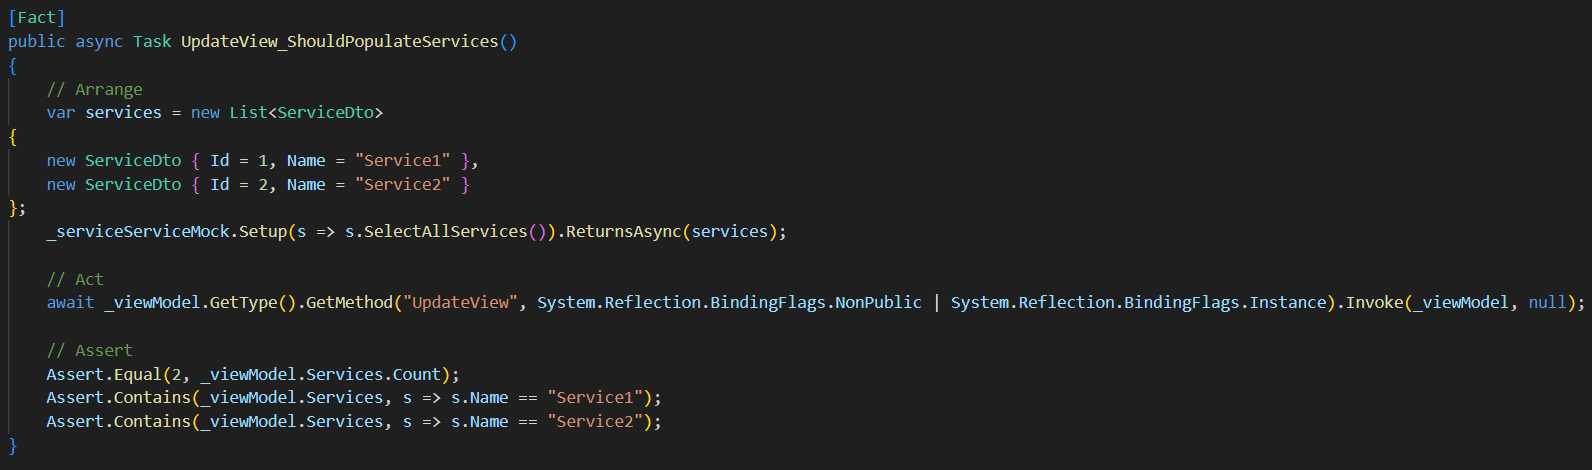 [Fact]
public async Task UpdateView_ShouldPopulateServices()
{
    // Arrange
    var services = new List<ServiceDto>
{
    new ServiceDto { Id = 1, Name = "Service1" },
    new ServiceDto { Id = 2, Name = "Service2" }
};
    _serviceServiceMock.Setup(s => s.SelectAllServices()).ReturnsAsync(services);

    // Act
    await _viewModel.GetType().GetMethod("UpdateView", System.Reflection.BindingFlags.NonPublic | System.Reflection.BindingFlags.Instance).Invoke(_viewModel, null);

    // Assert
    Assert.Equal(2, _viewModel.Services.Count);
    Assert.Contains(_viewModel.Services, s => s.Name == "Service1");
    Assert.Contains(_viewModel.Services, s => s.Name == "Service2");
}